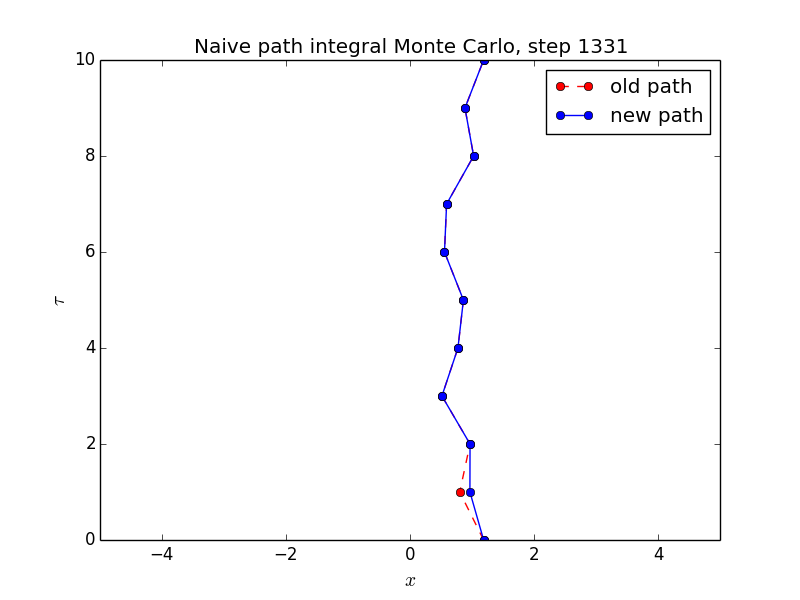 Naive path integral Monte Carlo, step 1331
old path
new path
10
8
6
4
2
0
τ
−4 −2 0 2 4
x